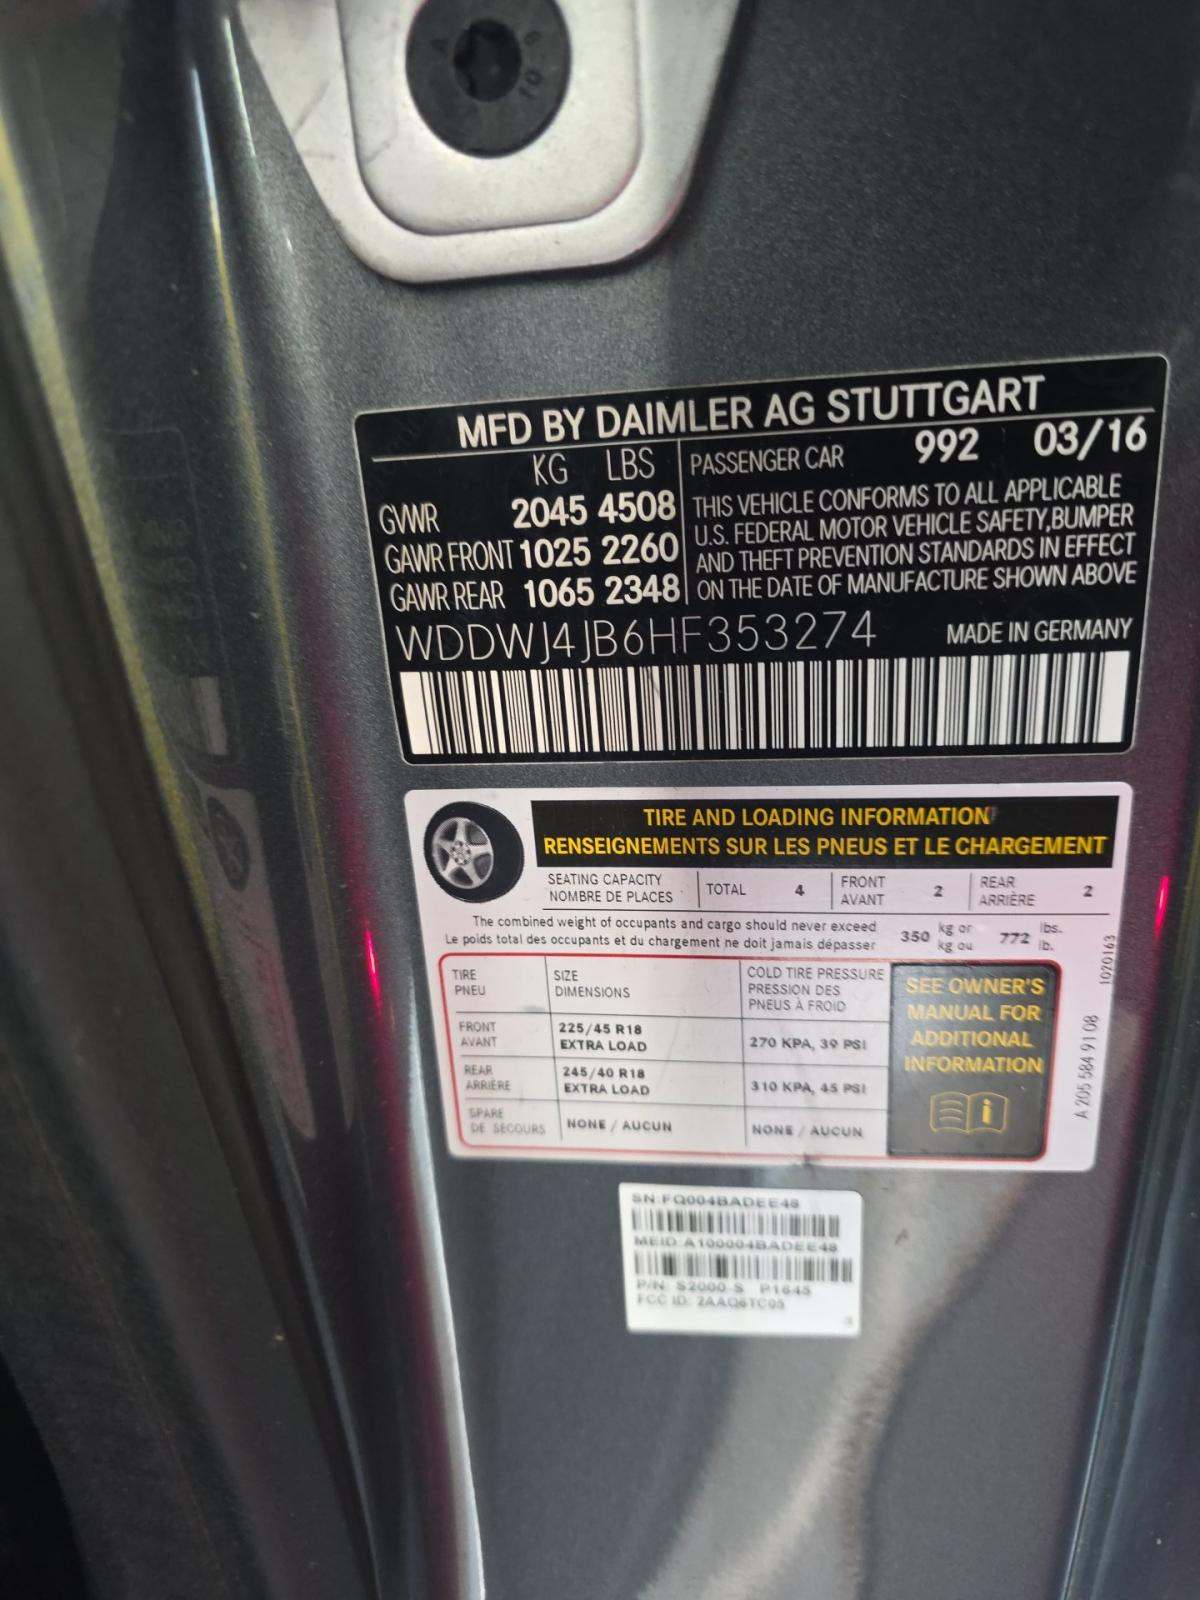 MFD BY DAIMLER AG STUTTGART
KG LBS
GVWR 2045 4508
GAWR FRONT 1025 2260
GAWR REAR 1065 2348
PASSENGER CAR 992 03/16
THIS VEHICLE CONFORMS TO ALL APPLICABLE
U.S. FEDERAL MOTOR VEHICLE SAFETY,BUMPER
AND THEFT PREVENTION STANDARDS IN EFFECT
ON THE DATE OF MANUFACTURE SHOWN ABOVE
WDDWJ4JB6HF353274 MADE IN GERMANY
TIRE AND LOADING INFORMATION
RENSEIGNEMENTS SUR LES PNEUS ET LE CHARGEMENT
SEATING CAPACITY
NOMBRE DE PLACES
TOTAL 4
FRONT
AVANT
2
REAR
ARRIÈRE
2
The combined weight of occupants and cargo should never exceed
Le poids total des occupants et du chargement ne doit jamais dépasser
350 kg or
kg ou
772 lbs.
lb.
TIRE
PNEU
SIZE
DIMENSIONS
COLD TIRE PRESSURE
PRESSION DES
PNEUS À FROID
FRONT
AVANT
225/45 R18
EXTRA LOAD
270 KPA, 39 PSI
REAR
ARRIÈRE
245/40 R18
EXTRA LOAD
310 KPA, 45 PSI
SPARE
DE SECOURS
NONE / AUCUN
NONE / AUCUN
SEE OWNER'S
MANUAL FOR
ADDITIONAL
INFORMATION
i
A 205 584 91 08
1020163
SN:FQ004BADEE48
MEID:A100004BADEE48
P/N: S2000-S P1645
FCC ID: 2AAQ6TC05